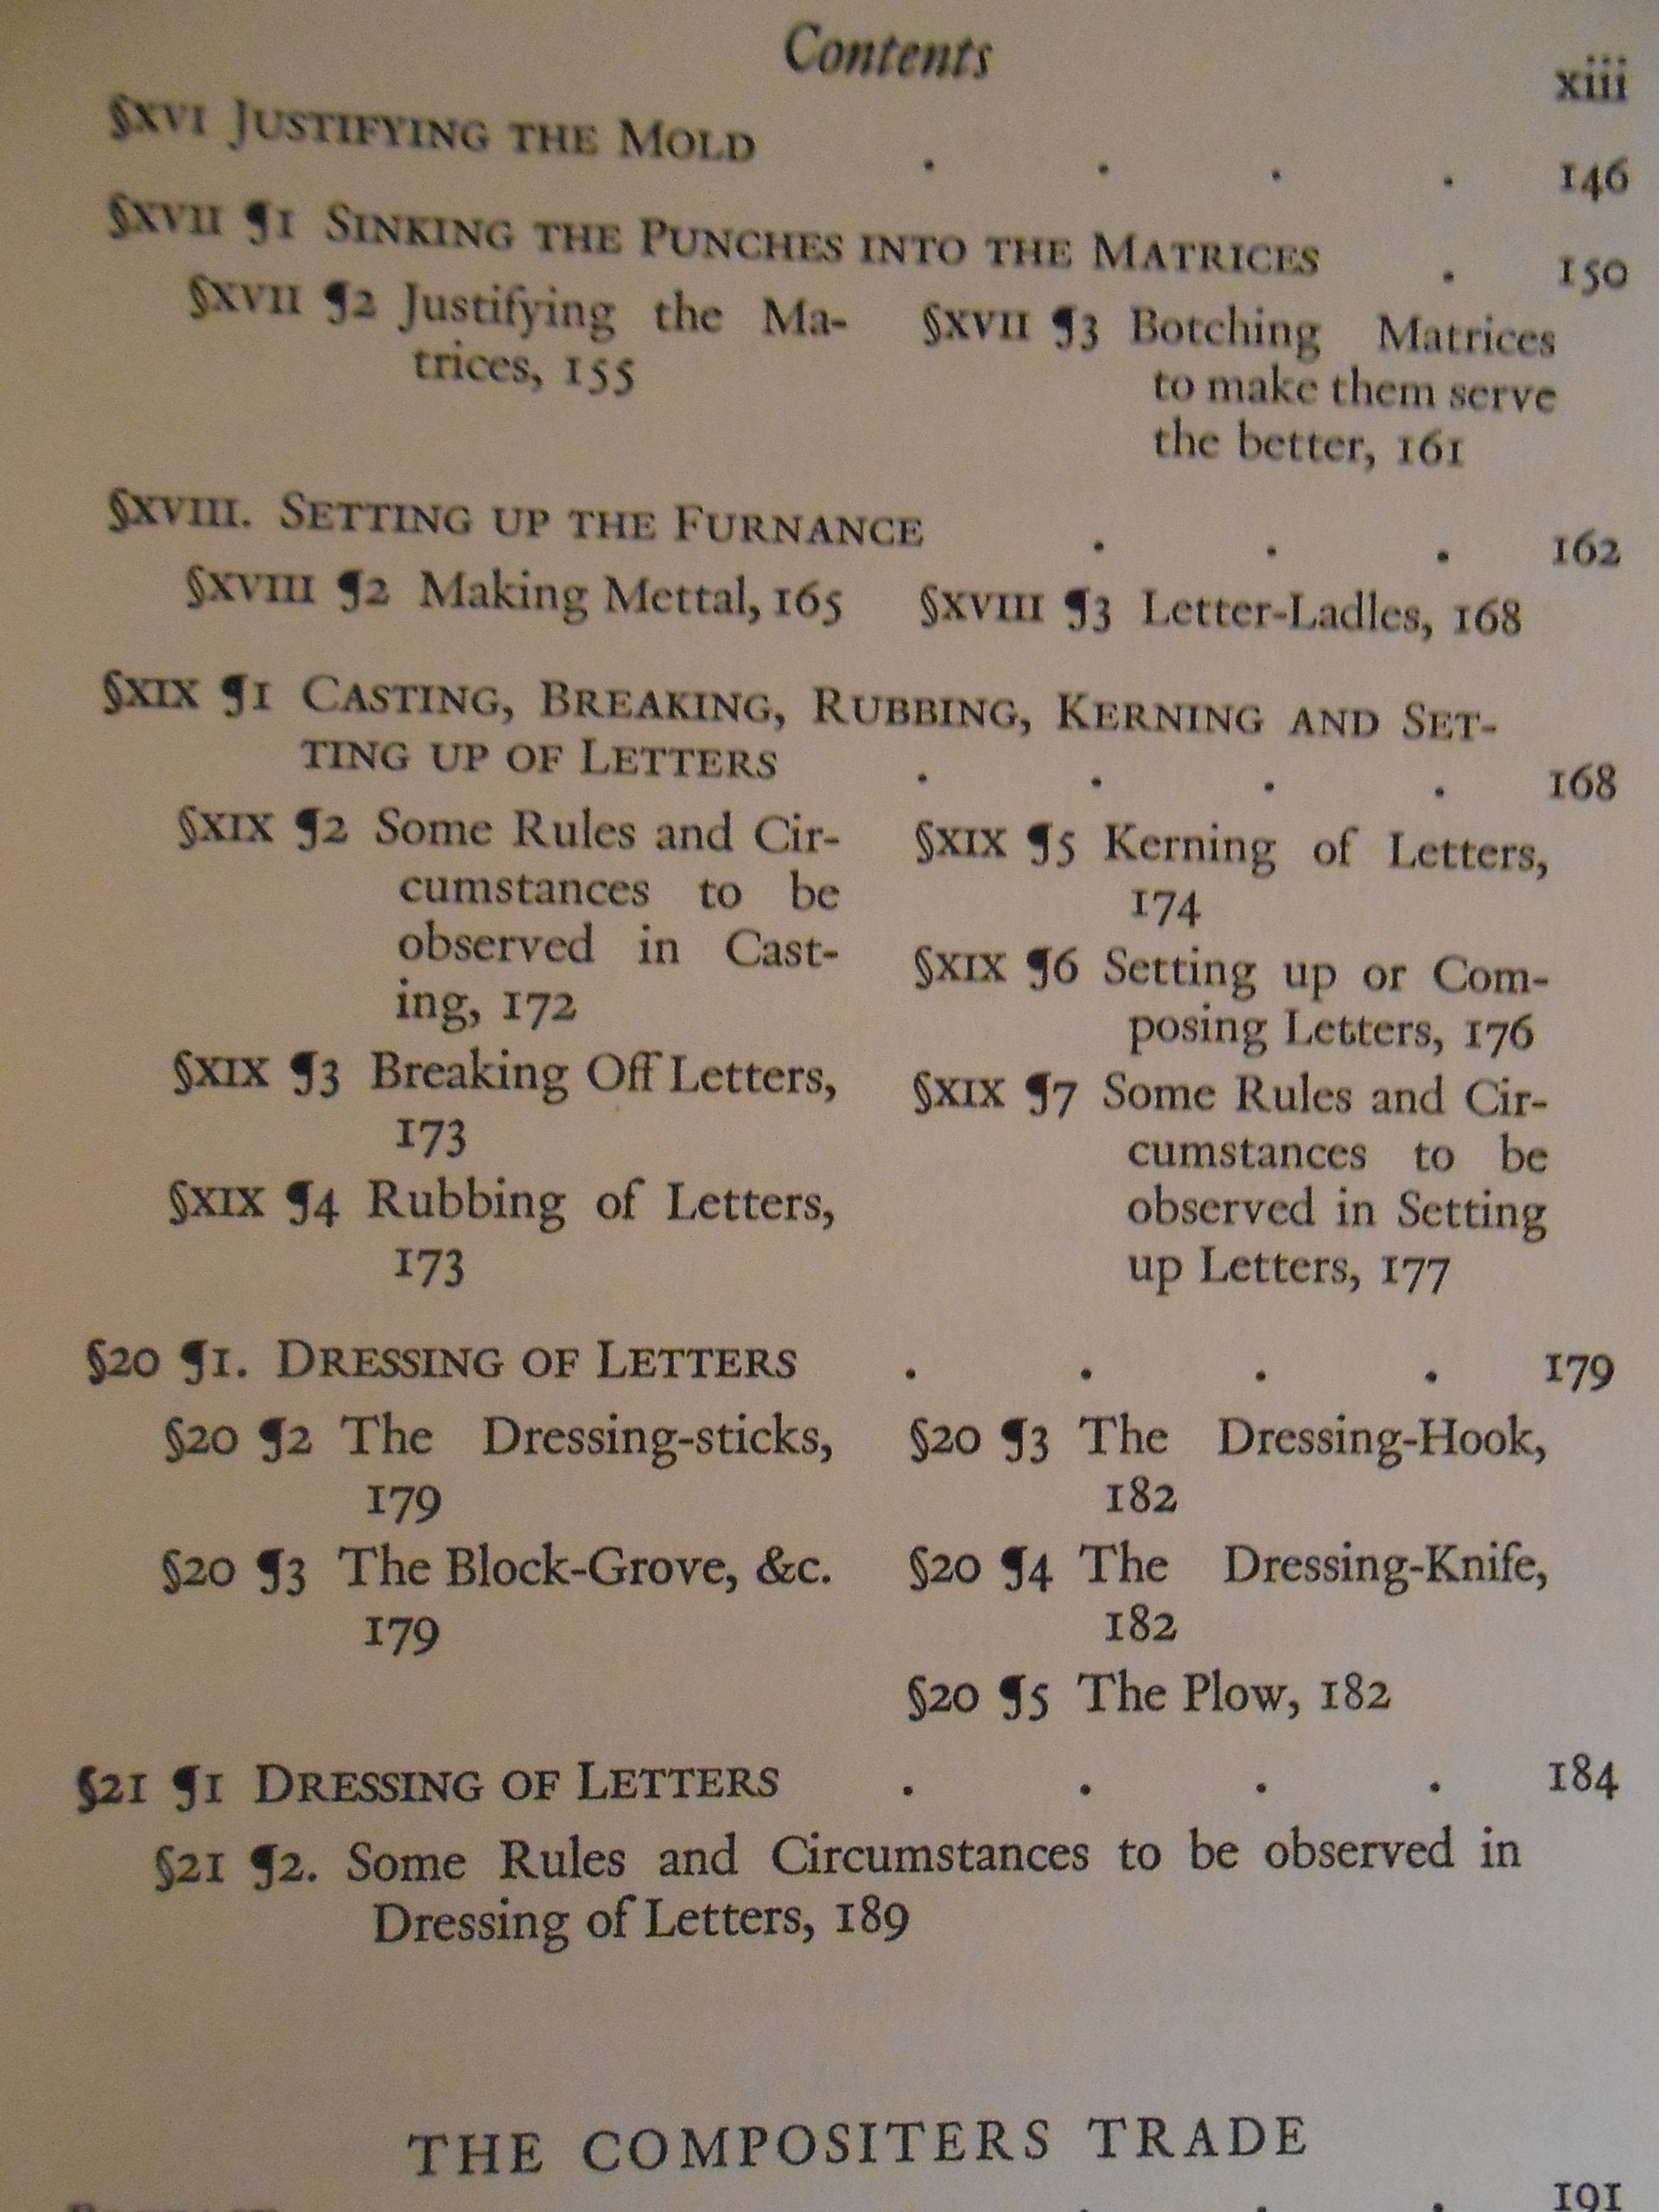 Contents
xiii
§XVI JUSTIFYING THE MOLD . . . . 146
§XVII ¶1 SINKING THE PUNCHES INTO THE MATRICES . 150
§XVII ¶2 Justifying the Ma-
trices, 155
§XVII ¶3 Botching Matrices
to make them serve
the better, 161
§XVIII. SETTING UP THE FURNANCE . . . 162
§XVIII ¶2 Making Mettal, 165
§XVIII ¶3 Letter-Ladles, 168
§XIX ¶1 CASTING, BREAKING, RUBBING, KERNING AND SET-
TING UP OF LETTERS . . . . 168
§XIX ¶2 Some Rules and Cir-
cumstances to be
observed in Cast-
ing, 172
§XIX ¶3 Breaking Off Letters,
173
§XIX ¶4 Rubbing of Letters,
173
§XIX ¶5 Kerning of Letters,
174
§XIX ¶6 Setting up or Com-
posing Letters, 176
§XIX ¶7 Some Rules and Cir-
cumstances to be
observed in Setting
up Letters, 177
§20 ¶1. DRESSING OF LETTERS . . . . 179
§20 ¶2 The Dressing-sticks,
179
§20 ¶3 The Block-Grove, &c.
179
§20 ¶3 The Dressing-Hook,
182
§20 ¶4 The Dressing-Knife,
182
§20 ¶5 The Plow, 182
§21 ¶1 DRESSING OF LETTERS . . . . 184
§21 ¶2. Some Rules and Circumstances to be observed in
Dressing of Letters, 189
THE COMPOSITERS TRADE
. . . 191